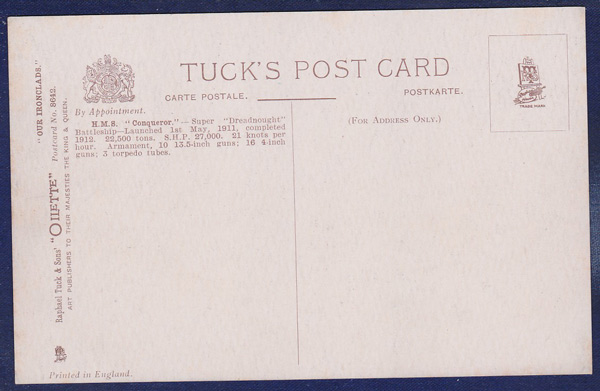 TUCK'S POST CARD
CARTE POSTALE.
POSTKARTE.
By Appointment.
(FOR ADDRESS ONLY.)
H.M.S. "Conqueror."—Super "Dreadnought"
Battleship—Launched 1st May, 1911, completed
1912. 22,500 tons. S.H.P. 27,000. 21 knots per
hour. Armament, 10 13.5-inch guns; 16 4-inch
guns; 3 torpedo tubes.
TRADE MARK
"OUR IRONCLADS."
Raphael Tuck & Sons' "OILETTE" Postcard No. 8642.
ART PUBLISHERS TO THEIR MAJESTIES THE KING & QUEEN.
Printed in England.